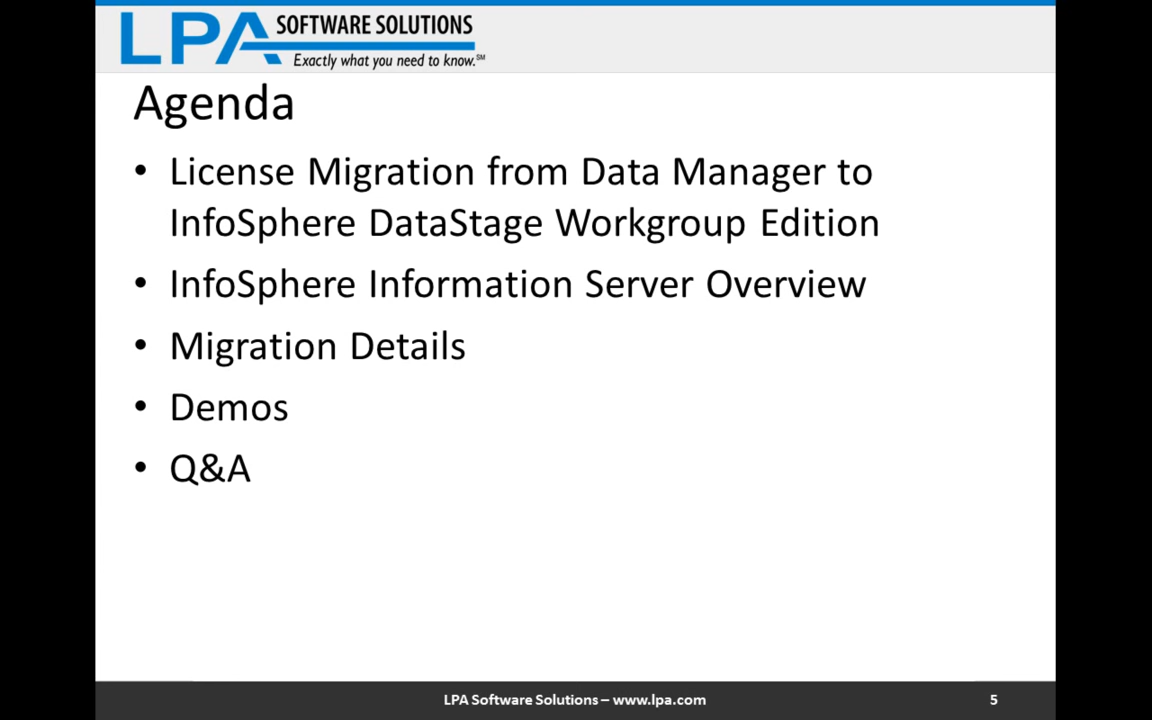 LPA SOFTWARE SOLUTIONS
Exactly what you need to know.℠
Agenda
• License Migration from Data Manager to
InfoSphere DataStage Workgroup Edition
• InfoSphere Information Server Overview
• Migration Details
• Demos
• Q&A
LPA Software Solutions – www.lpa.com 5